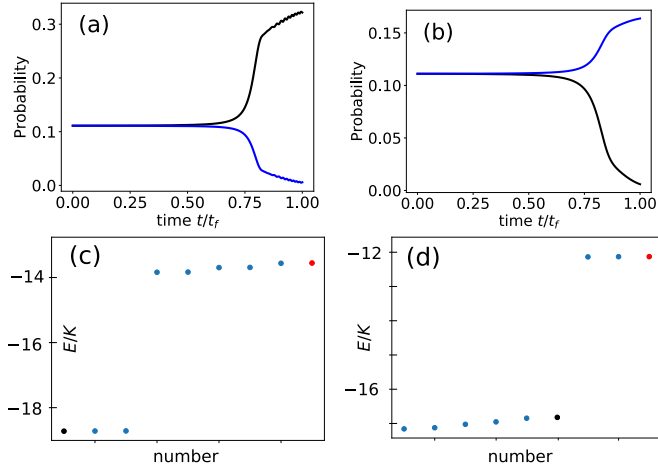 (a)
0.3
0.2
0.1
0.0
Probability
0.00 0.25 0.50 0.75 1.00
time t/t_f
(b)
0.15
0.10
0.05
0.00
Probability
0.00 0.25 0.50 0.75 1.00
time t/t_f
(c)
−14
−16
−18
E/K
number
(d)
−12
−16
E/K
number